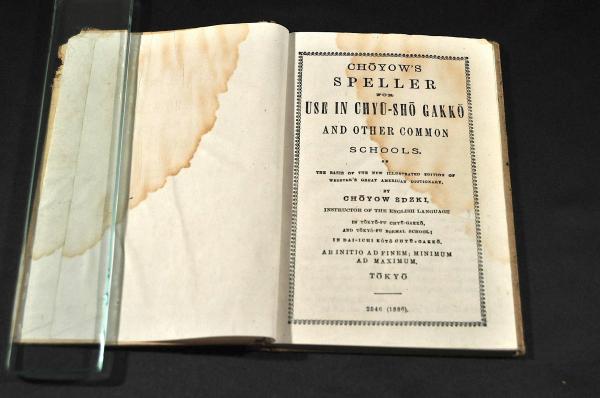 CHŌYOW'S
SPELLER
FOR
USE IN CHYŪ-SHŌ GAKKŌ
AND OTHER COMMON
SCHOOLS.
ON
THE BASIS OF THE NEW ILLUSTRATED EDITION OF
WEBSTER'S GREAT AMERICAN DICTIONARY,
BY
CHŌYOW SDZKI,
INSTRUCTOR OF THE ENGLISH LANGUAGE
IN TŌKYŌ-FU CHYŪ-GAKKŌ,
AND TŌKYŌ-FU NORMAL SCHOOL;
IN DAI-ICHI KŌTŌ CHYŪ-GAKKŌ.
AB INITIO AD FINEM; MINIMUM
AD MAXIMUM.
TŌKYŌ
2546 (1886).